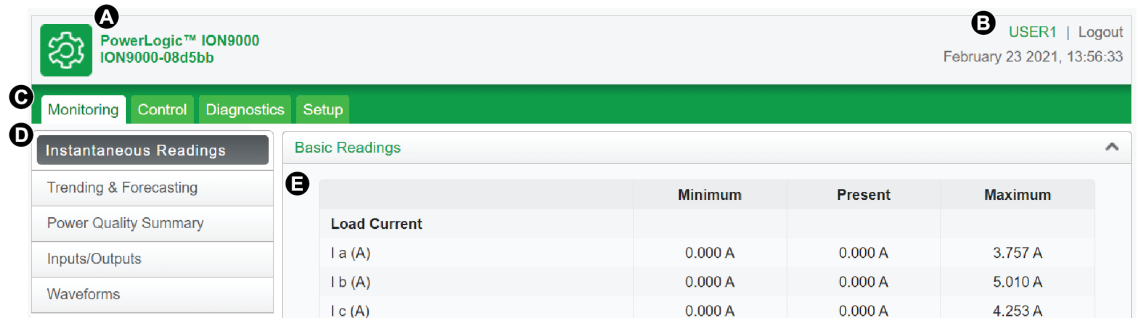 A
PowerLogic™ ION9000
ION9000-08d5bb
B
USER1 | Logout
February 23 2021, 13:56:33
C
Monitoring Control Diagnostics Setup
D
Instantaneous Readings
Trending & Forecasting
Power Quality Summary
Inputs/Outputs
Waveforms
Basic Readings
E
Minimum Present Maximum
Load Current
I a (A) 0.000 A 0.000 A 3.757 A
I b (A) 0.000 A 0.000 A 5.010 A
I c (A) 0.000 A 0.000 A 4.253 A